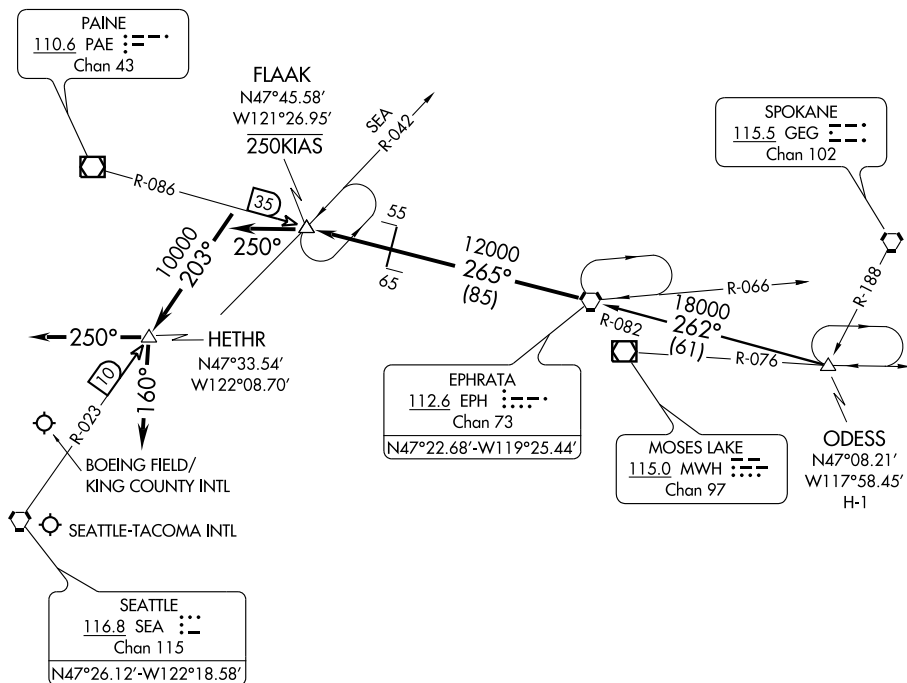 PAINE
110.6 PAE
Chan 43
FLAAK
N47°45.58'
W121°26.95'
250KIAS
SEA
R-042
SPOKANE
115.5 GEG
Chan 102
R-086
35
250°
10000
203°
55
65
12000
265°
(85)
R-066
R-188
18000
262°
(61)
R-082
R-076
250°
HETHR
N47°33.54'
W122°08.70'
10
160°
R-023
EPHRATA
112.6 EPH
Chan 73
N47°22.68'-W119°25.44'
MOSES LAKE
115.0 MWH
Chan 97
ODESS
N47°08.21'
W117°58.45'
H-1
BOEING FIELD/
KING COUNTY INTL
SEATTLE-TACOMA INTL
SEATTLE
116.8 SEA
Chan 115
N47°26.12'-W122°18.58'